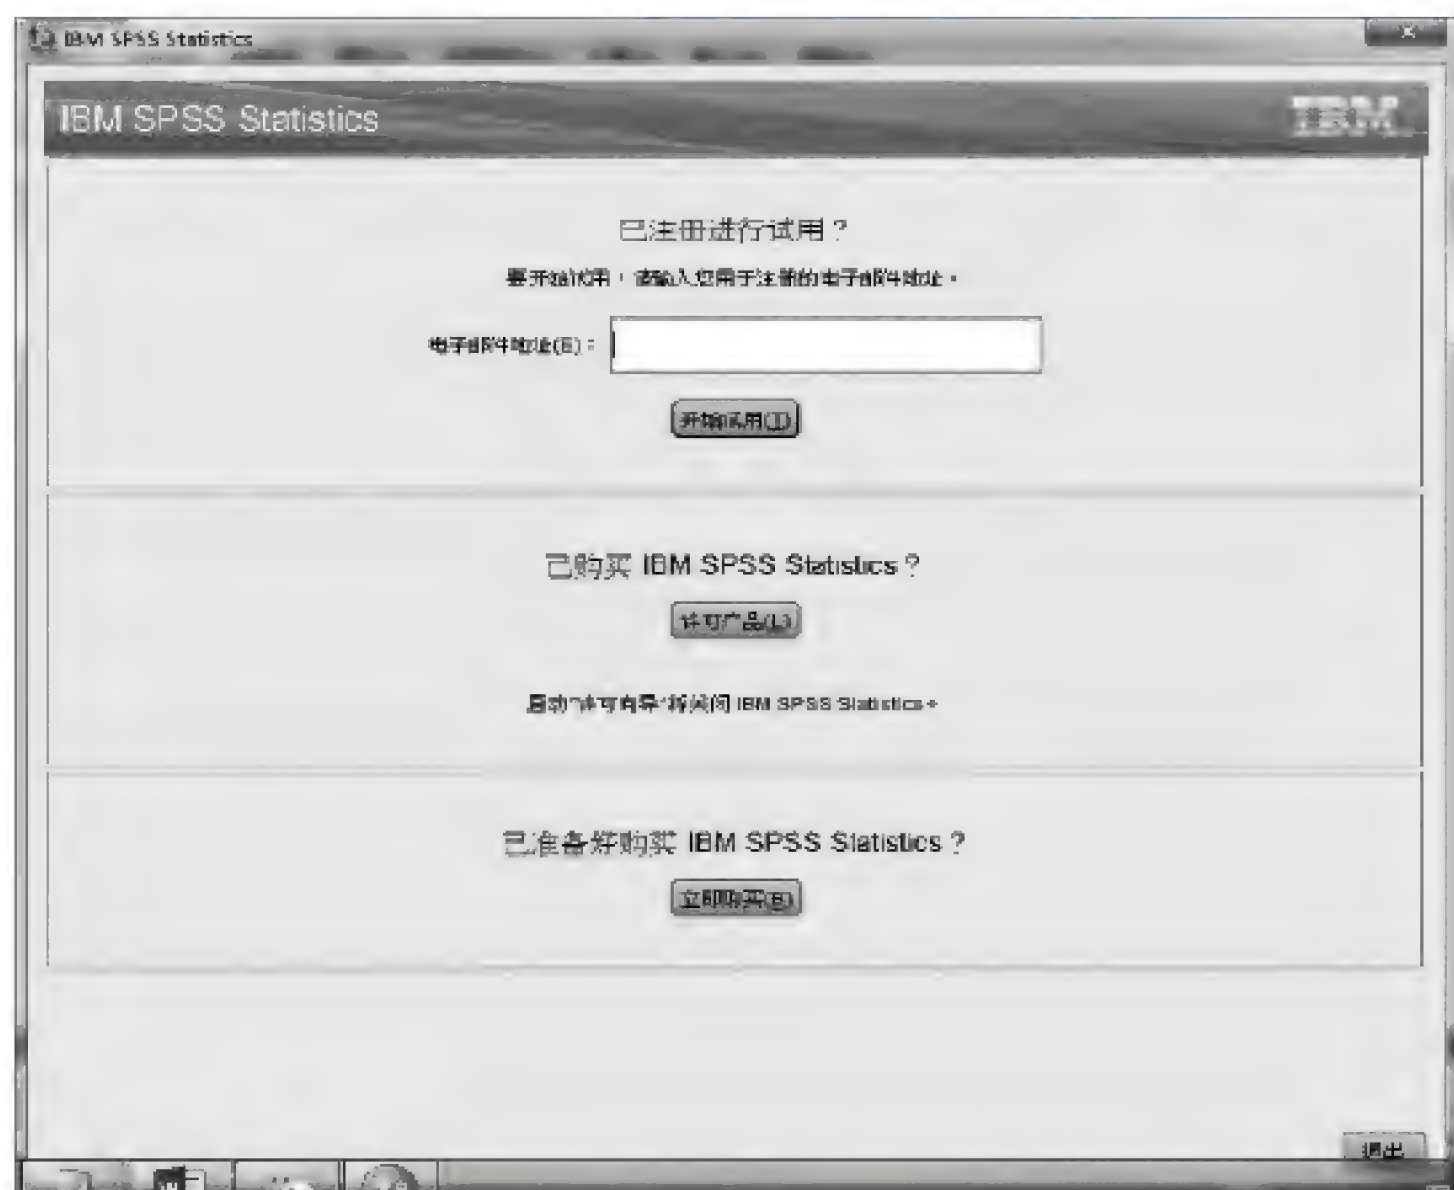 IBM SPSS Statistics
IBM SPSS Statistics
IBM
已注册进行试用？
要开始试用，请输入您用于注册的电子邮件地址。
电子邮件地址(E)：
开始试用(T)
已购买 IBM SPSS Statistics？
许可产品(L)
启动“许可向导”将关闭 IBM SPSS Statistics。
已准备好购买 IBM SPSS Statistics？
立即购买(B)
退出